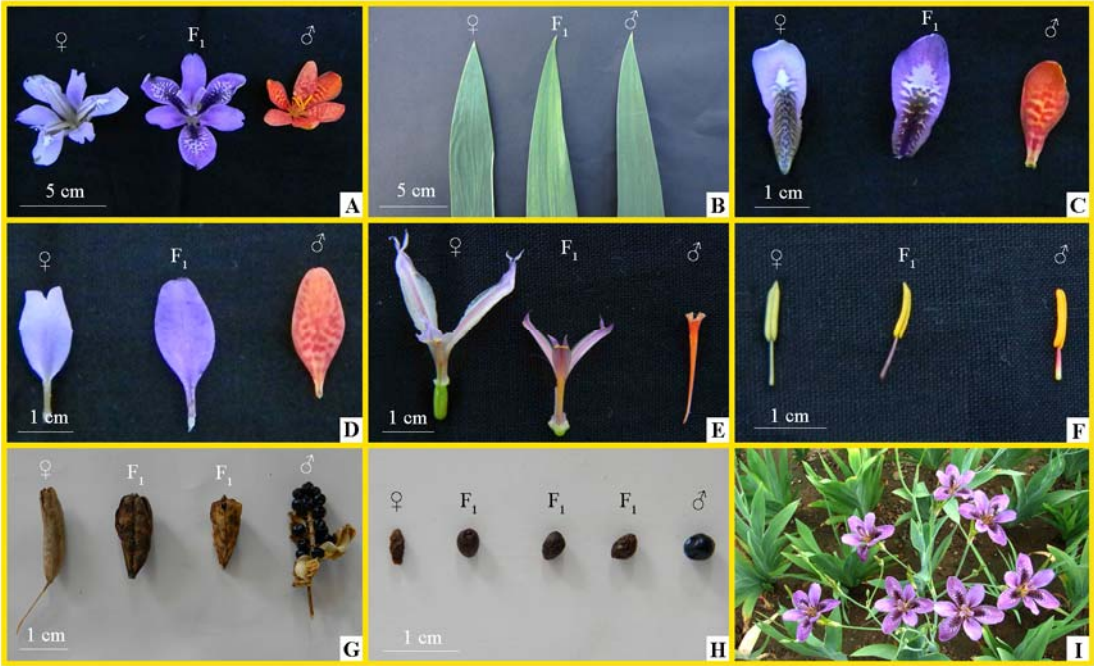 ♀ F1 ♂
5 cm A
♀ F1 ♂
5 cm B
♀ F1 ♂
1 cm C
♀ F1 ♂
1 cm D
♀ F1 ♂
1 cm E
♀ F1 ♂
1 cm F
♀ F1 F1 ♂
1 cm G
♀ F1 F1 F1 ♂
1 cm H
I